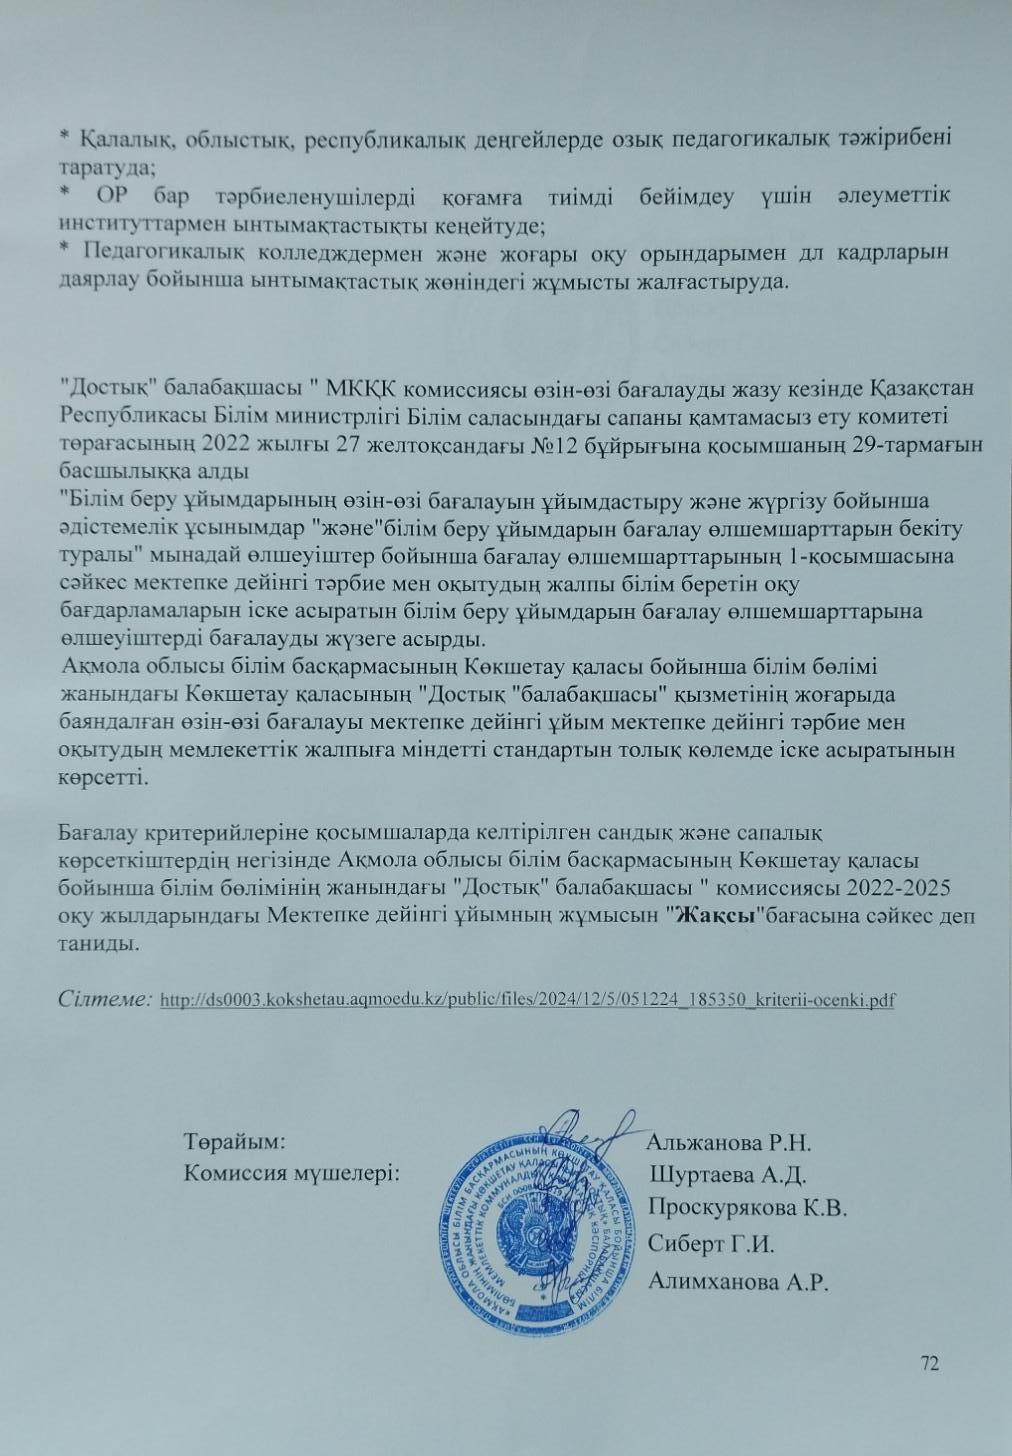 * Қалалық, облыстық, республикалық деңгейлерде озық педагогикалық тәжірибені
таратуда;
* ОР бар тәрбиеленушілерді қоғамға тиімді бейімдеу үшін әлеуметтік
институттармен ынтымақтастықты кеңейтуде;
* Педагогикалық колледждермен және жоғары оқу орындарымен дл кадрларын
даярлау бойынша ынтымақтастық жөніндегі жұмысты жалғастыруда.
"Достық" балабақшасы " МКҚК комиссиясы өзін-өзі бағалауды жазу кезінде Қазақстан
Республикасы Білім министрлігі Білім саласындағы сапаны қамтамасыз ету комитеті
төрағасының 2022 жылғы 27 желтоқсандағы №12 бұйрығына қосымшаның 29-тармағын
басшылыққа алды
"Білім беру ұйымдарының өзін-өзі бағалауын ұйымдастыру және жүргізу бойынша
әдістемелік ұсынымдар "және"білім беру ұйымдарын бағалау өлшемшарттарын бекіту
туралы" мынадай өлшеуіштер бойынша бағалау өлшемшарттарының 1-қосымшасына
сәйкес мектепке дейінгі тәрбие мен оқытудың жалпы білім беретін оқу
бағдарламаларын іске асыратын білім беру ұйымдарын бағалау өлшемшарттарына
өлшеуіштерді бағалауды жүзеге асырды.
Ақмола облысы білім басқармасының Көкшетау қаласы бойынша білім бөлімі
жанындағы Көкшетау қаласының "Достық "балабақшасы" қызметінің жоғарыда
баяндалған өзін-өзі бағалауы мектепке дейінгі ұйым мектепке дейінгі тәрбие мен
оқытудың мемлекеттік жалпыға міндетті стандартын толық көлемде іске асыратынын
көрсетті.
Бағалау критерийлеріне қосымшаларда келтірілген сандық және сапалық
көрсеткіштердің негізінде Ақмола облысы білім басқармасының Көкшетау қаласы
бойынша білім бөлімінің жанындағы "Достық" балабақшасы " комиссиясы 2022-2025
оқу жылдарындағы Мектепке дейінгі ұйымның жұмысын "Жақсы"бағасына сәйкес деп
таниды.
Сілтеме: http://ds0003.kokshetau.aqmoedu.kz/public/files/2024/12/5/051224_185350_kriterii-ocenki.pdf
Төрайым: Альжанова Р.Н.
Комиссия мүшелері: Шуртаева А.Д.
Проскурякова К.В.
Сиберт Г.И.
Алимханова А.Р.
72